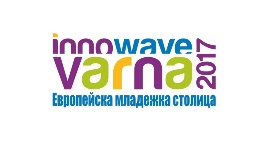 innowave
varna 2017
Европейска младежка столица